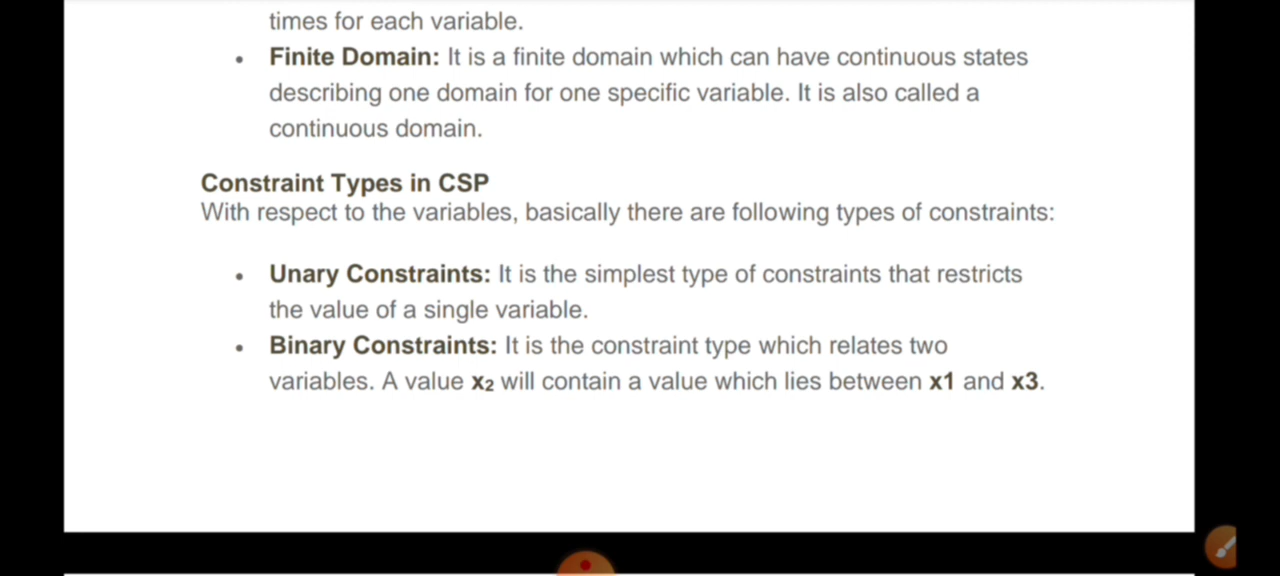 times for each variable.
• Finite Domain: It is a finite domain which can have continuous states
describing one domain for one specific variable. It is also called a
continuous domain.
Constraint Types in CSP
With respect to the variables, basically there are following types of constraints:
• Unary Constraints: It is the simplest type of constraints that restricts
the value of a single variable.
• Binary Constraints: It is the constraint type which relates two
variables. A value x2 will contain a value which lies between x1 and x3.